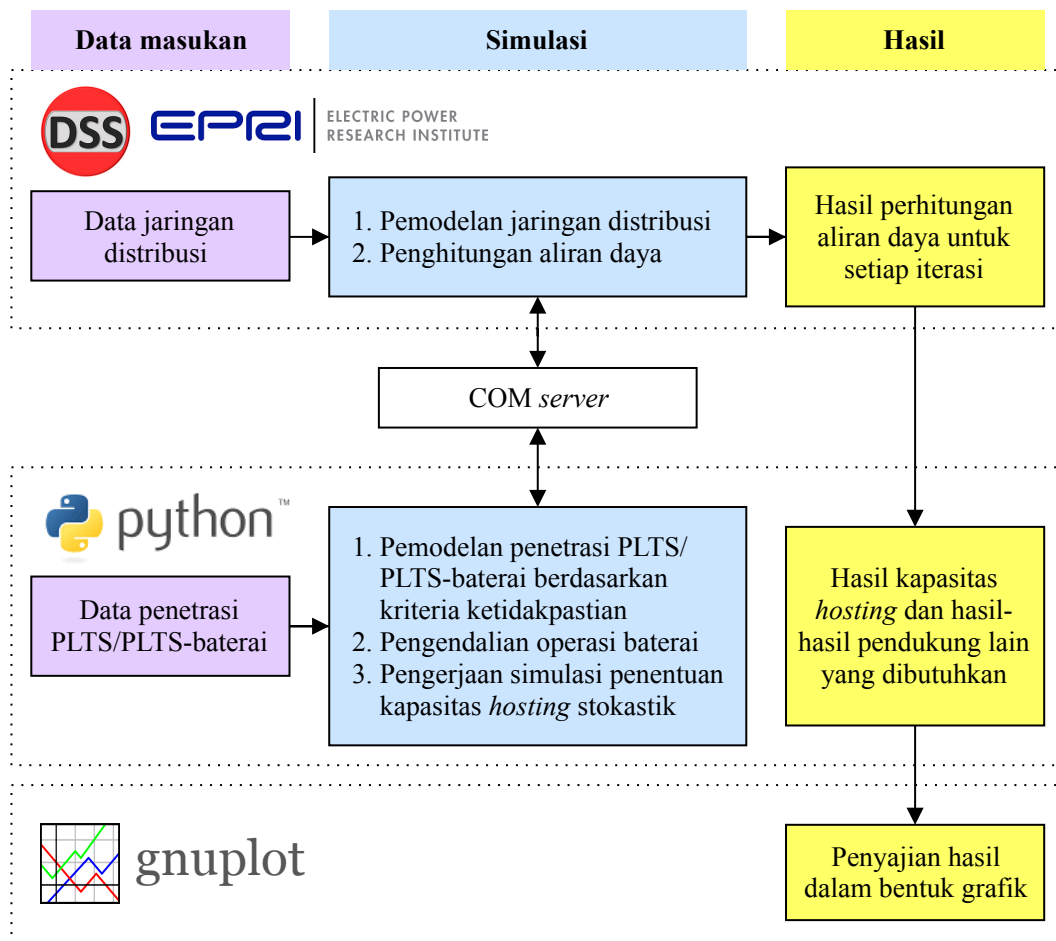 Data masukan
Simulasi
Hasil
DSS
EPRI
ELECTRIC POWER
RESEARCH INSTITUTE
Data jaringan
distribusi
1. Pemodelan jaringan distribusi
2. Penghitungan aliran daya
Hasil perhitungan
aliran daya untuk
setiap iterasi
COM server
python™
Data penetrasi
PLTS/PLTS-baterai
1. Pemodelan penetrasi PLTS/
PLTS-baterai berdasarkan
kriteria ketidakpastian
2. Pengendalian operasi baterai
3. Pengerjaan simulasi penentuan
kapasitas hosting stokastik
Hasil kapasitas
hosting dan hasil-
hasil pendukung lain
yang dibutuhkan
gnuplot
Penyajian hasil
dalam bentuk grafik